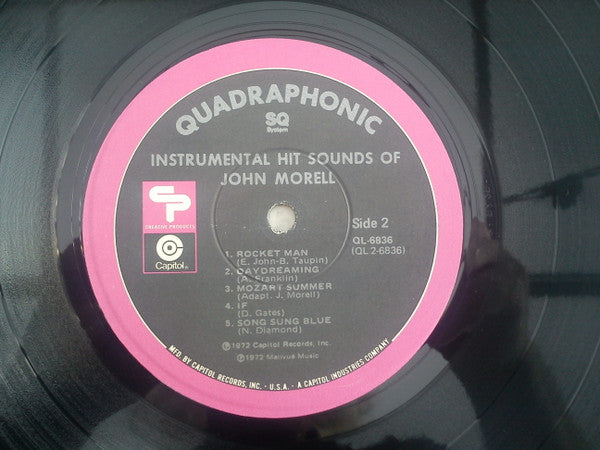 QUADRAPHONIC
SQ
System
INSTRUMENTAL HIT SOUNDS OF
JOHN MORELL
CP
CREATIVE PRODUCTS
Capitol®
Side 2
QL-6836
(QL 2-6836)
1. ROCKET MAN
(E. John-B. Taupin)
2. DAYDREAMING
(A. Franklin)
3. MOZART SUMMER
(Adapt. J. Morell)
4. IF
(D. Gates)
5. SONG SUNG BLUE
(N. Diamond)
℗1972 Capitol Records, Inc.
©1972 Malivue Music
MFD. BY CAPITOL RECORDS, INC. • U.S.A. • A CAPITOL INDUSTRIES COMPANY